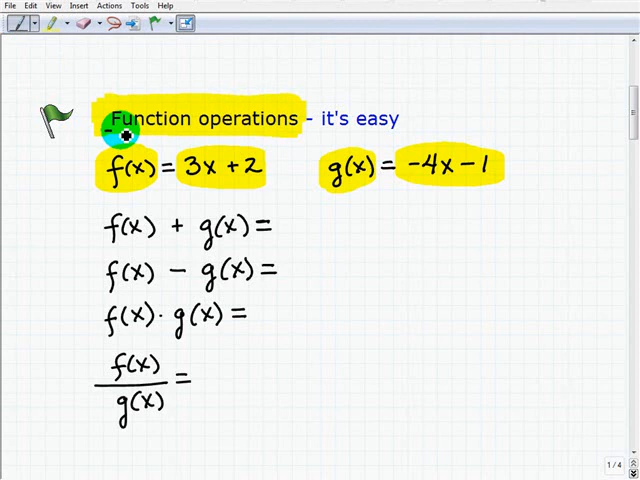 File Edit View Insert Actions Tools Help
Function operations - it's easy
f(x) = 3x + 2 g(x) = -4x - 1
f(x) + g(x) =
f(x) - g(x) =
f(x) · g(x) =
f(x)
g(x) =
1 / 4